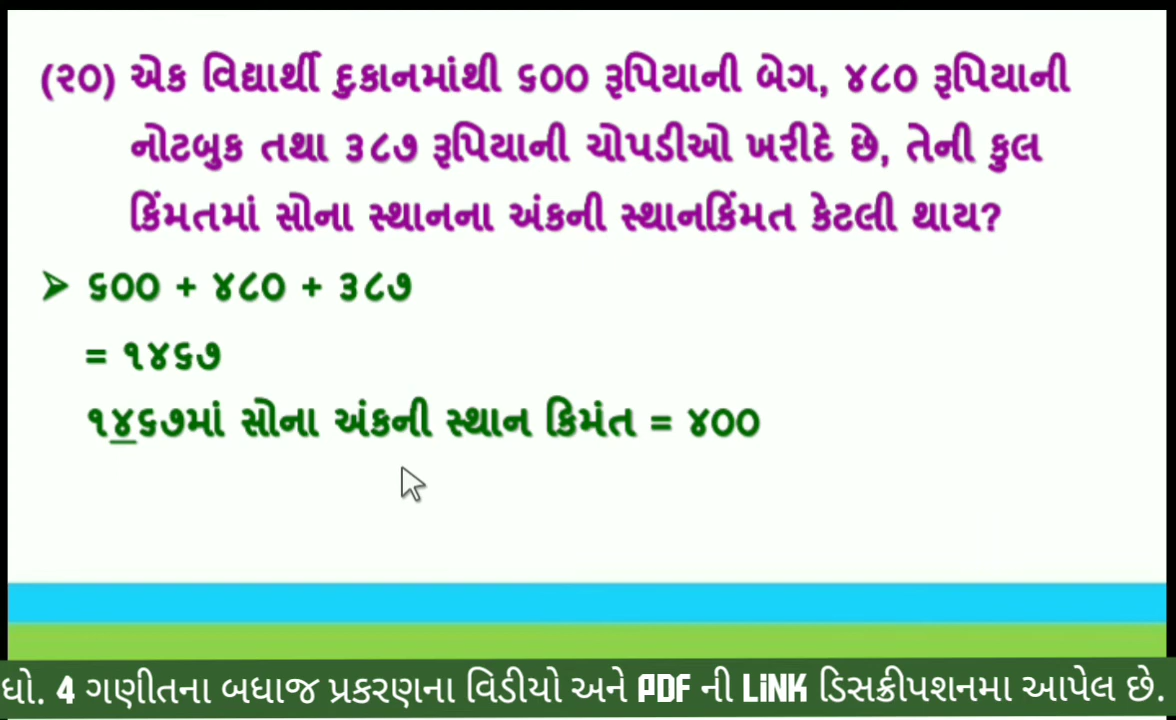 (૨૦) એક વિદ્યાર્થી દુકાનમાંથી ૬૦૦ રૂપિયાની બેગ, ૪૮૦ રૂપિયાની
નોટબુક તથા ૩૮૭ રૂપિયાની ચોપડીઓ ખરીદે છે, તેની કુલ
કિંમતમાં સોના સ્થાનના અંકની સ્થાનકિંમત કેટલી થાય?
➢ ૬૦૦ + ૪૮૦ + ૩૮૭
= ૧૪૬૭
૧૪૬૭માં સોના અંકની સ્થાન કિમંત = ૪૦૦
ધો. 4 ગણીતના બધાજ પ્રકરણના વિડીયો અને PDF ની LiNK ડિસક્રીપશનમા આપેલ છે.